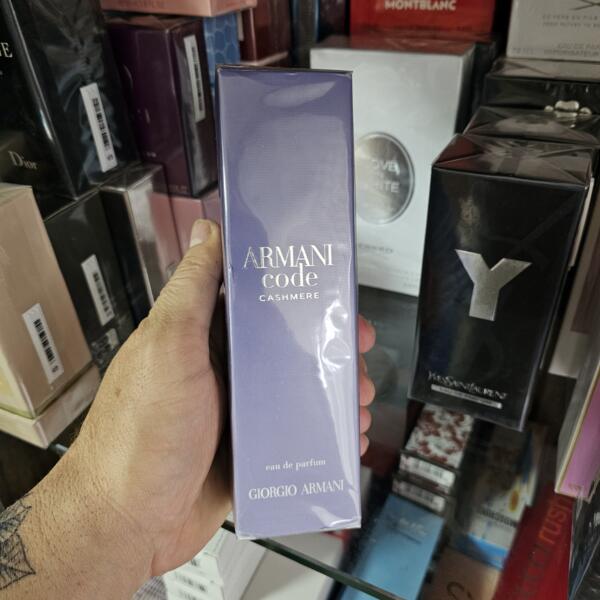 MONTBLANC
Dior
ARMANI
code
CASHMERE
eau de parfum
GIORGIO ARMANI
Y
YVESSAINTLAURENT